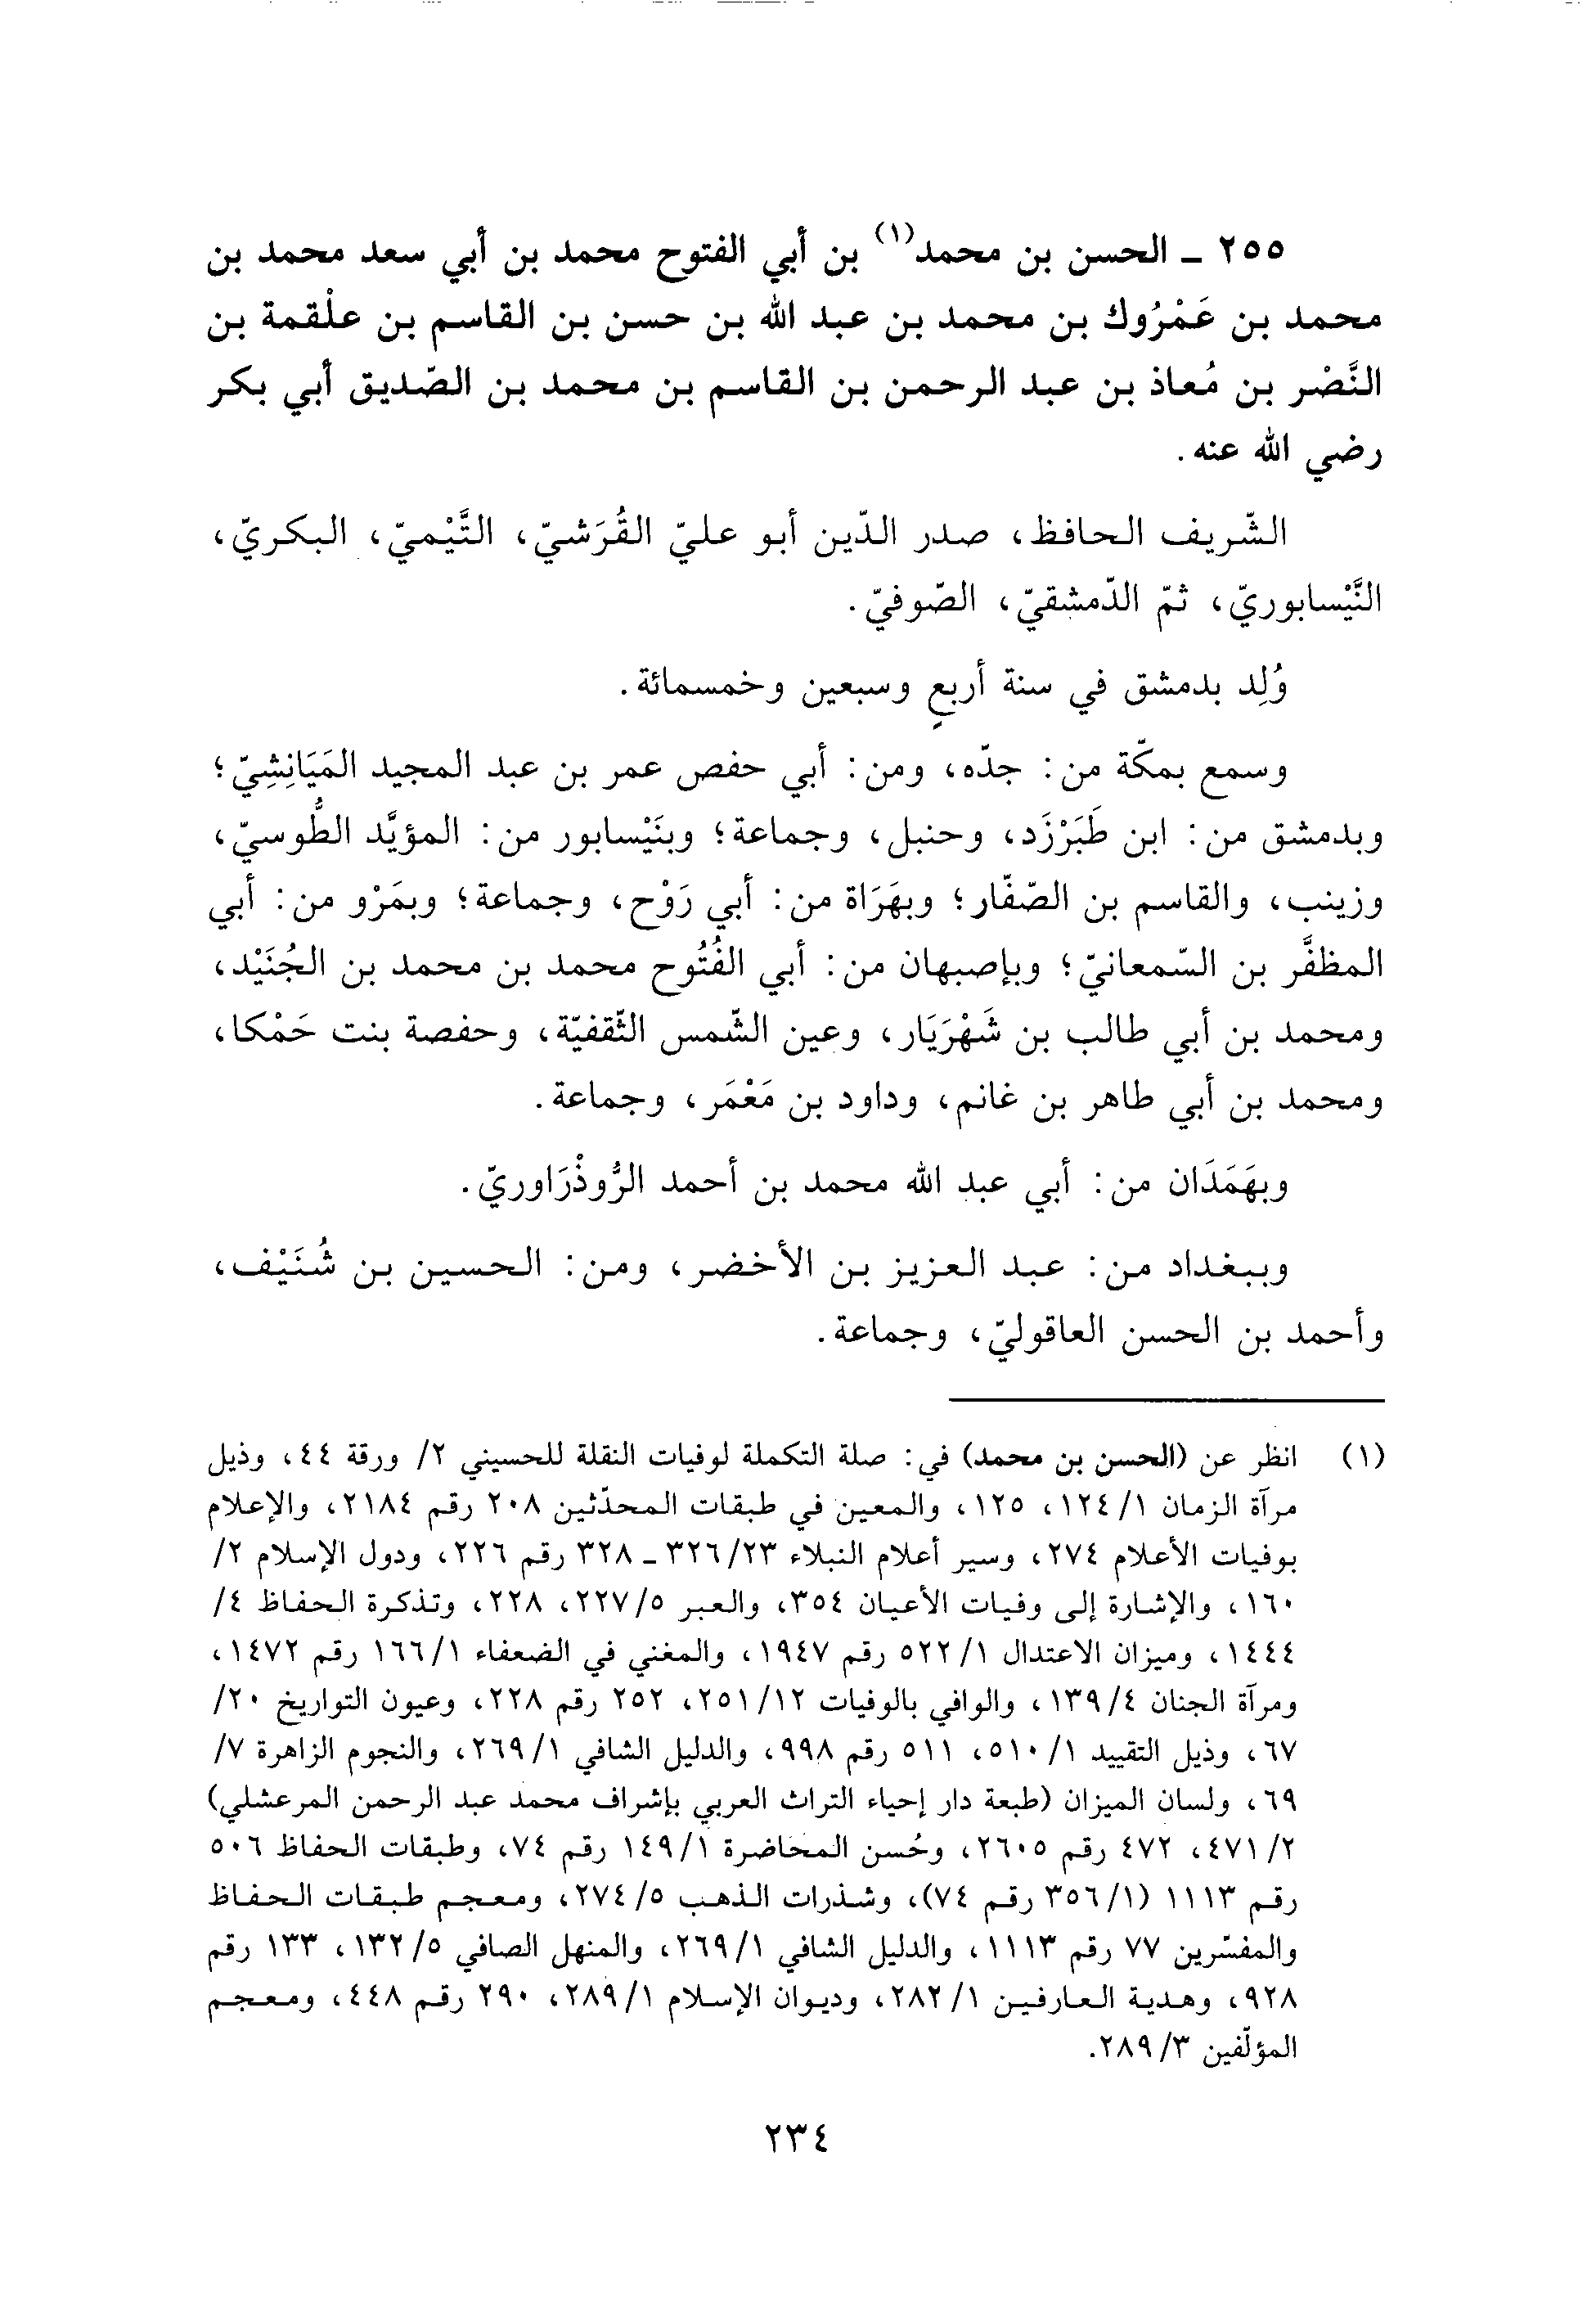 ٢٥٥ ـ الحسن بن محمد(١) بن أبي الفتوح محمد بن أبي سعد محمد بن
محمد بن عَمْرُوك بن محمد بن عبد الله بن حسن بن القاسم بن علْقمة بن
النَّضْر بن مُعاذ بن عبد الرحمن بن القاسم بن محمد بن الصّديق أبي بكر
رضي الله عنه.
الشّريف الحافظ، صدر الدّين أبو عليّ القُرَشيّ، التَّيْميّ، البكريّ،
النَّيْسابوريّ، ثمّ الدّمشقيّ، الصّوفيّ.
وُلِد بدمشق في سنة أربعٍ وسبعين وخمسمائة.
وسمع بمكّة من: جدّه، ومن: أبي حفص عمر بن عبد المجيد المَيَانِشِيّ؛
وبدمشق من: ابن طَبَرْزَد، وحنبل، وجماعة؛ وبنَيْسابور من: المؤيَّد الطُّوسيّ،
وزينب، والقاسم بن الصّفّار؛ وبهَرَاة من: أبي رَوْح، وجماعة؛ وبمَرْو من: أبي
المظفَّر بن السّمعانيّ؛ وبإصبهان من: أبي الفُتُوح محمد بن محمد بن الجُنَيْد،
ومحمد بن أبي طالب بن شَهْرَيَار، وعين الشّمس الثّقفيّة، وحفصة بنت حَمْكا،
ومحمد بن أبي طاهر بن غانم، وداود بن مَعْمَر، وجماعة.
وبهَمَدَان من: أبي عبد الله محمد بن أحمد الرُّوذْرَاوريّ.
وببغداد من: عبد العزيز بن الأخضر، ومن: الحسين بن شُنَيْف،
وأحمد بن الحسن العاقوليّ، وجماعة.
(١) انظر عن (الحسن بن محمد) في: صلة التكملة لوفيات النقلة للحسيني ٢/ ورقة ٤٤، وذيل
مرآة الزمان ١/ ١٢٤، ١٢٥، والمعين في طبقات المحدّثين ٢٠٨ رقم ٢١٨٤، والإعلام
بوفيات الأعلام ٢٧٤، وسير أعلام النبلاء ٢٣/ ٣٢٦ ـ ٣٢٨ رقم ٢٢٦، ودول الإسلام ٢/
١٦٠، والإشارة إلى وفيات الأعيان ٣٥٤، والعبر ٥/ ٢٢٧، ٢٢٨، وتذكرة الحفاظ ٤/
١٤٤٤، وميزان الاعتدال ١/ ٥٢٢ رقم ١٩٤٧، والمغني في الضعفاء ١/ ١٦٦ رقم ١٤٧٢،
ومرآة الجنان ٤/ ١٣٩، والوافي بالوفيات ١٢/ ٢٥١، ٢٥٢ رقم ٢٢٨، وعيون التواريخ ٢٠/
٦٧، وذيل التقييد ١/ ٥١٠، ٥١١ رقم ٩٩٨، والدليل الشافي ١/ ٢٦٩، والنجوم الزاهرة ٧/
٦٩، ولسان الميزان (طبعة دار إحياء التراث العربي بإشراف محمد عبد الرحمن المرعشلي)
٢/ ٤٧١، ٤٧٢ رقم ٢٦٠٥، وحُسن المحاضرة ١/ ١٤٩ رقم ٧٤، وطبقات الحفاظ ٥٠٦
رقم ١١١٣ (١/ ٣٥٦ رقم ٧٤)، وشذرات الذهب ٥/ ٢٧٤، ومعجم طبقات الحفاظ
والمفسّرين ٧٧ رقم ١١١٣، والدليل الشافي ١/ ٢٦٩، والمنهل الصافي ٥/ ١٣٢، ١٣٣ رقم
٩٢٨، وهدية العارفين ١/ ٢٨٢، وديوان الإسلام ١/ ٢٨٩، ٢٩٠ رقم ٤٤٨، ومعجم
المؤلّفين ٣/ ٢٨٩.
٢٣٤